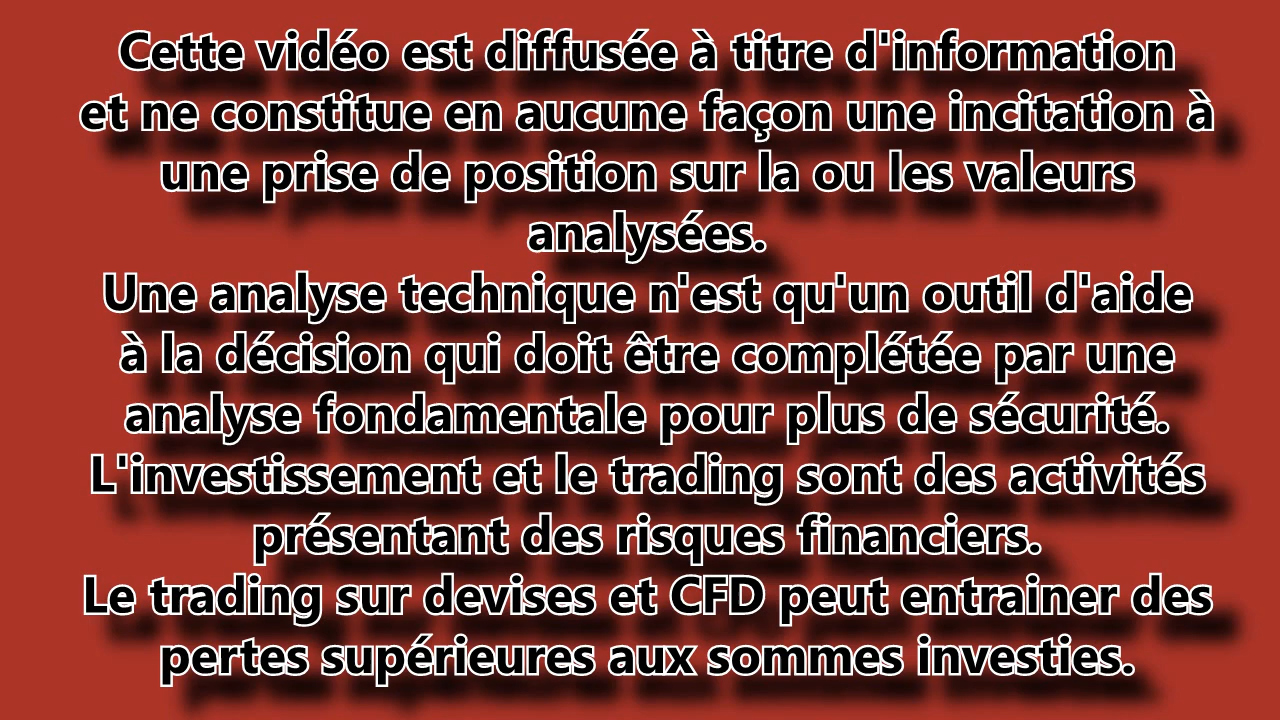 Cette vidéo est diffusée à titre d'information
et ne constitue en aucune façon une incitation à
une prise de position sur la ou les valeurs
analysées.
Une analyse technique n'est qu'un outil d'aide
à la décision qui doit être complétée par une
analyse fondamentale pour plus de sécurité.
L'investissement et le trading sont des activités
présentant des risques financiers.
Le trading sur devises et CFD peut entrainer des
pertes supérieures aux sommes investies.